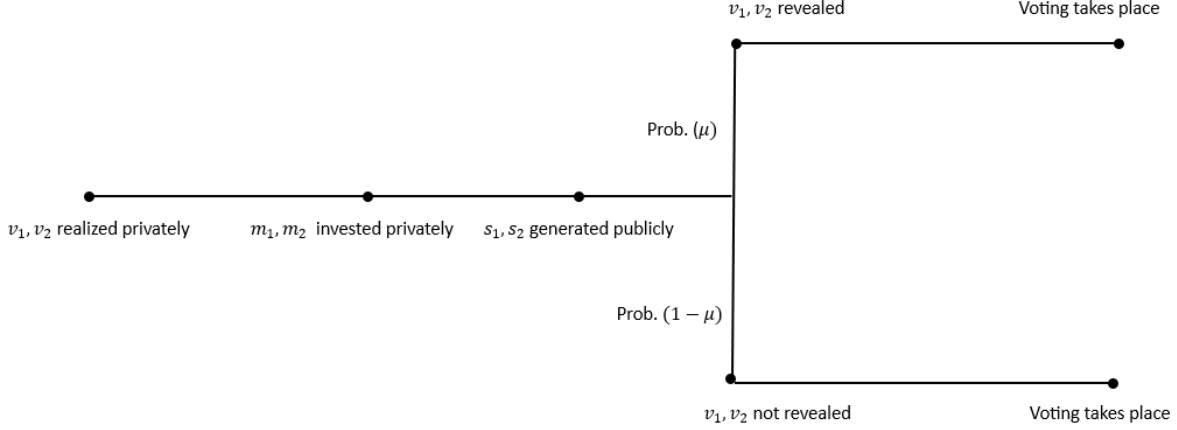 v₁, v₂ revealed
Voting takes place
Prob. (μ)
v₁, v₂ realized privately
m₁, m₂ invested privately
s₁, s₂ generated publicly
Prob. (1 − μ)
v₁, v₂ not revealed
Voting takes place